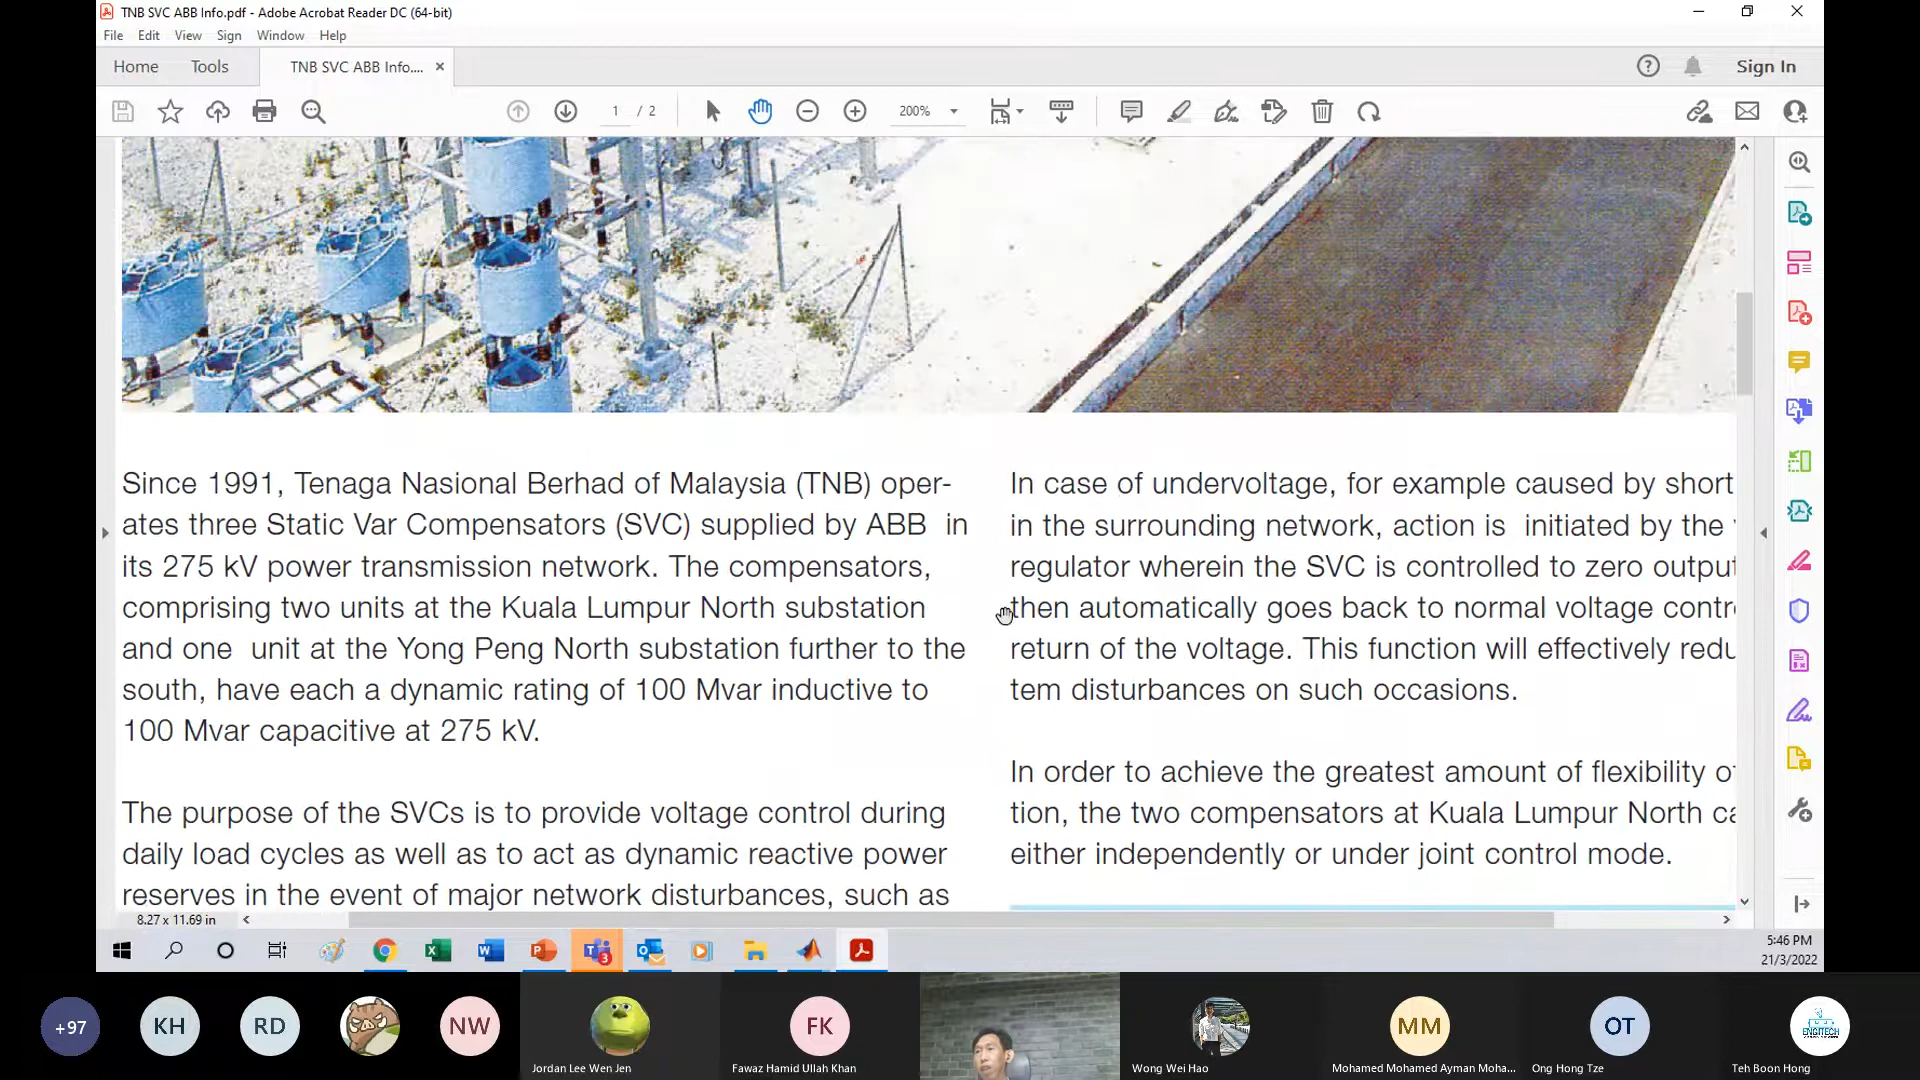 TNB SVC ABB Info.pdf - Adobe Acrobat Reader DC (64-bit)
File Edit View Sign Window Help
Home Tools TNB SVC ABB Info.... Sign In
1 / 2 200%
Since 1991, Tenaga Nasional Berhad of Malaysia (TNB) oper-
ates three Static Var Compensators (SVC) supplied by ABB in
its 275 kV power transmission network. The compensators,
comprising two units at the Kuala Lumpur North substation
and one unit at the Yong Peng North substation further to the
south, have each a dynamic rating of 100 Mvar inductive to
100 Mvar capacitive at 275 kV.
The purpose of the SVCs is to provide voltage control during
daily load cycles as well as to act as dynamic reactive power
reserves in the event of major network disturbances, such as
In case of undervoltage, for example caused by short
in the surrounding network, action is initiated by the
regulator wherein the SVC is controlled to zero output
then automatically goes back to normal voltage contr
return of the voltage. This function will effectively redu
tem disturbances on such occasions.
In order to achieve the greatest amount of flexibility o
tion, the two compensators at Kuala Lumpur North ca
either independently or under joint control mode.
8.27 x 11.69 in
5:46 PM
21/3/2022
+97 KH RD NW FK MM OT ENGITECH
Jordan Lee Wen Jen Fawaz Hamid Ullah Khan Wong Wei Hao Mohamed Mohamed Ayman Moha... Ong Hong Tze Teh Boon Hong